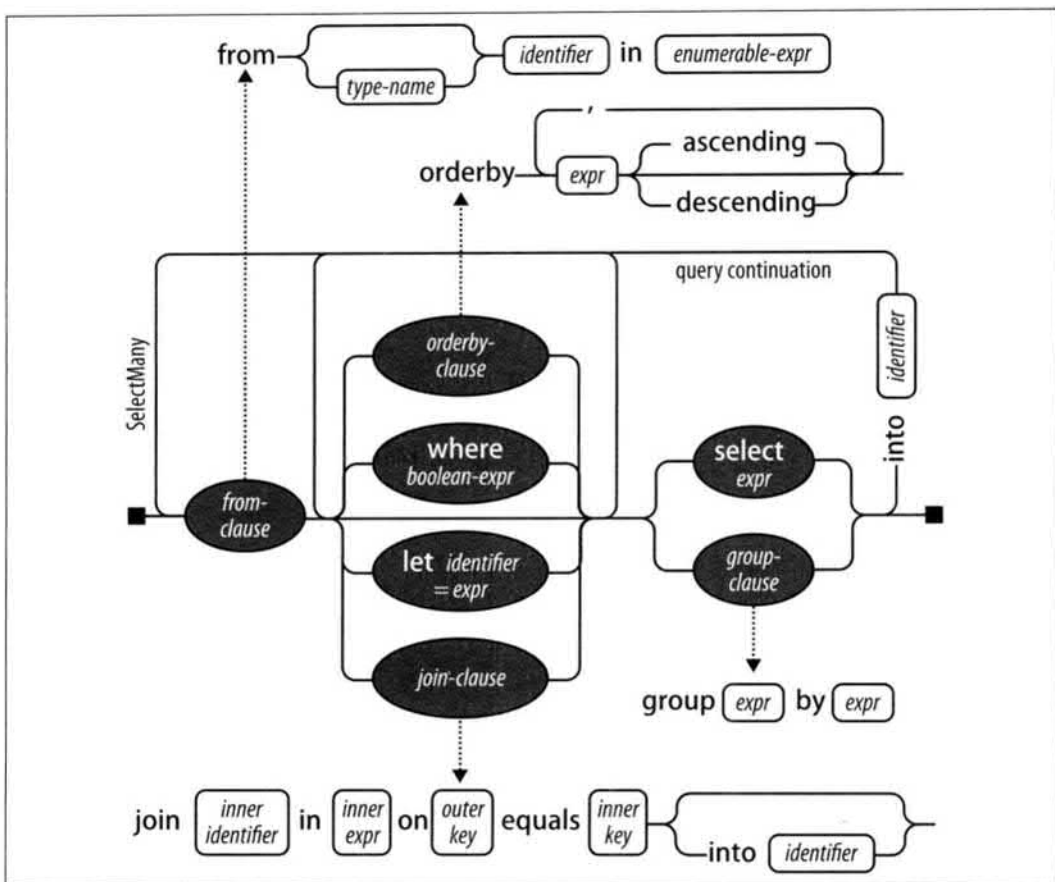 from type-name identifier in enumerable-expr
,
orderby expr ascending
descending
query continuation
SelectMany
identifier
into
orderby-
clause
where
boolean-expr
select
expr
from-
clause
let identifier
= expr
group-
clause
join-clause
group expr by expr
join inner identifier in inner expr on outer key equals inner key
into identifier